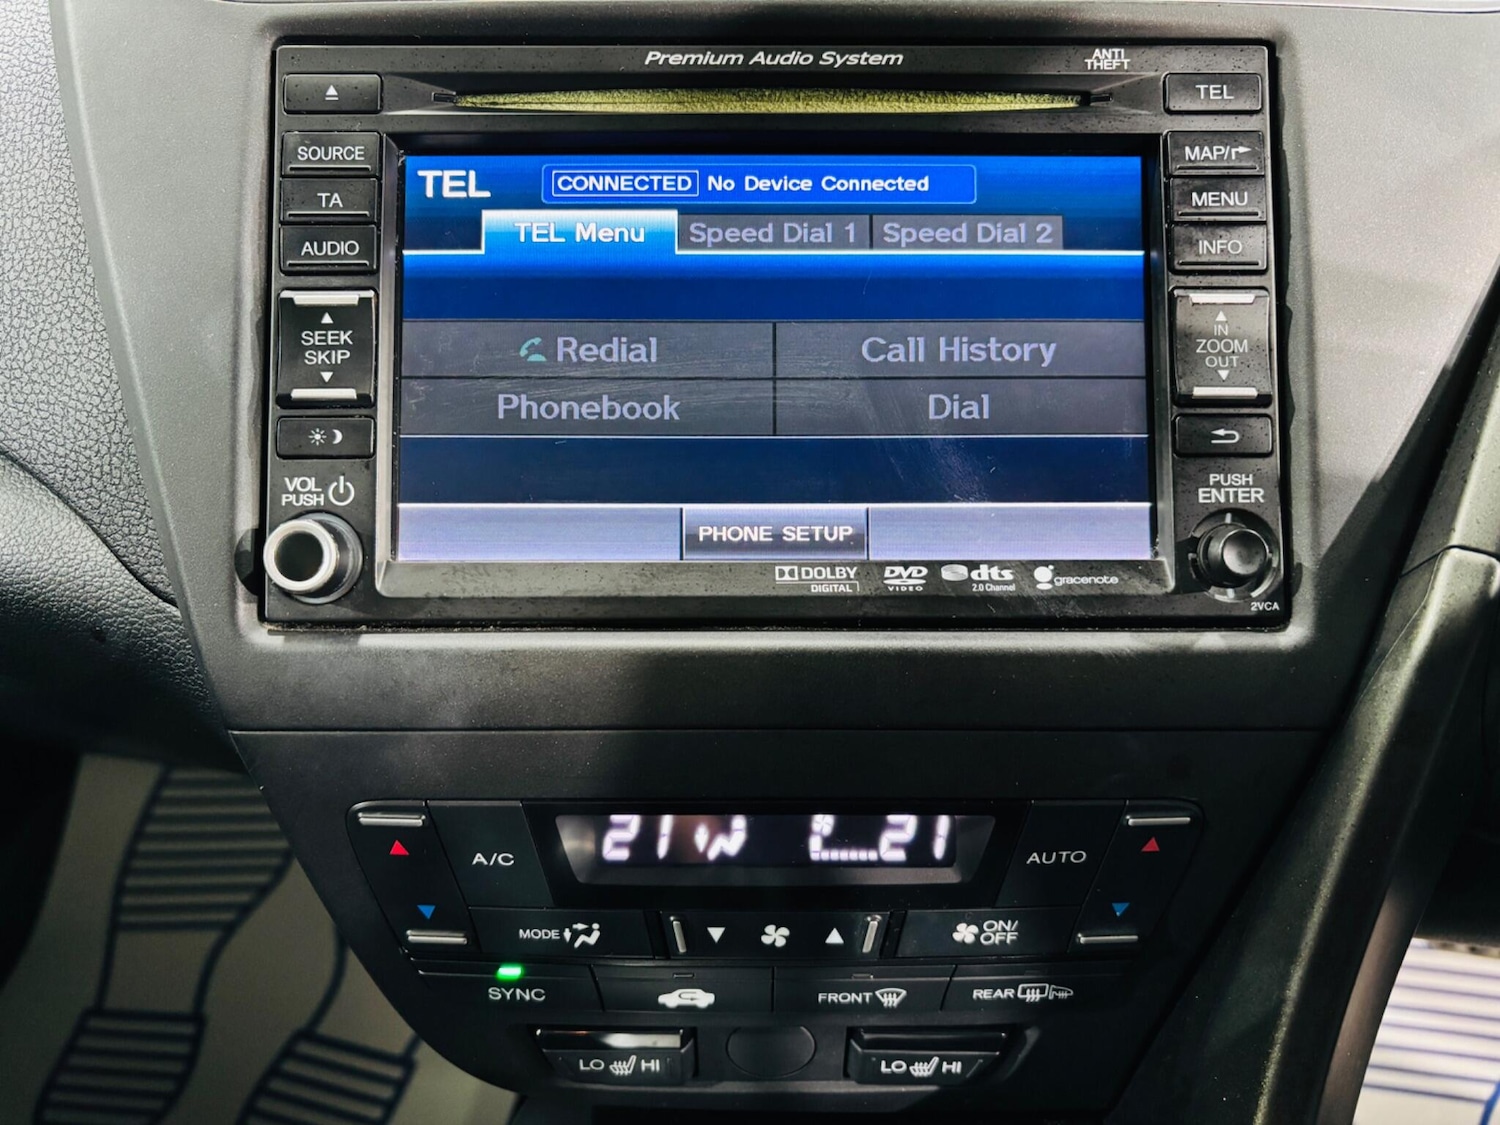 Premium Audio System
ANTI
THEFT
TEL
SOURCE
TA
AUDIO
SEEK
SKIP
VOL
PUSH
MAP/
MENU
INFO
IN
ZOOM
OUT
PUSH
ENTER
TEL
CONNECTED No Device Connected
TEL Menu Speed Dial 1 Speed Dial 2
Redial Call History
Phonebook Dial
PHONE SETUP
DOLBY
DIGITAL
DVD
VIDEO
dts
2.0 Channel
gracenote
2VCA
21 21
A/C AUTO
MODE
ON/
OFF
SYNC FRONT REAR
LO HI LO HI